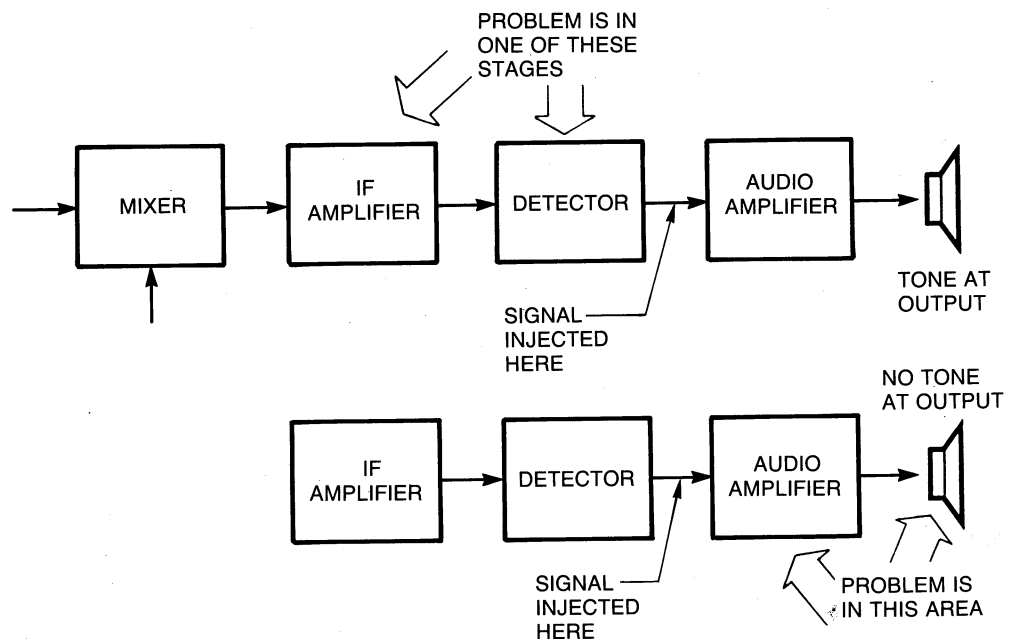 PROBLEM IS IN
ONE OF THESE
STAGES
MIXER
IF
AMPLIFIER
DETECTOR
AUDIO
AMPLIFIER
TONE AT
OUTPUT
SIGNAL
INJECTED
HERE
NO TONE
AT OUTPUT
IF
AMPLIFIER
DETECTOR
AUDIO
AMPLIFIER
SIGNAL
INJECTED
HERE
PROBLEM IS
IN THIS AREA